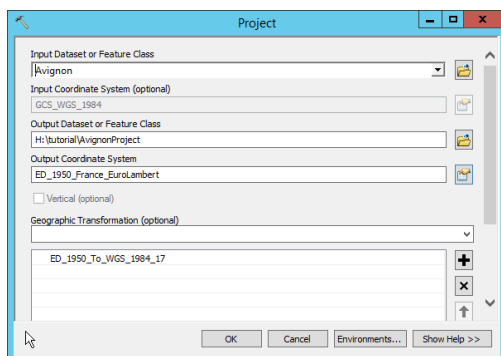 Project
Input Dataset or Feature Class
Avignon
Input Coordinate System (optional)
GCS_WGS_1984
Output Dataset or Feature Class
H:\tutorial\AvignonProject
Output Coordinate System
ED_1950_France_EuroLambert
Vertical (optional)
Geographic Transformation (optional)
ED_1950_To_WGS_1984_17
OK Cancel Environments... Show Help >>